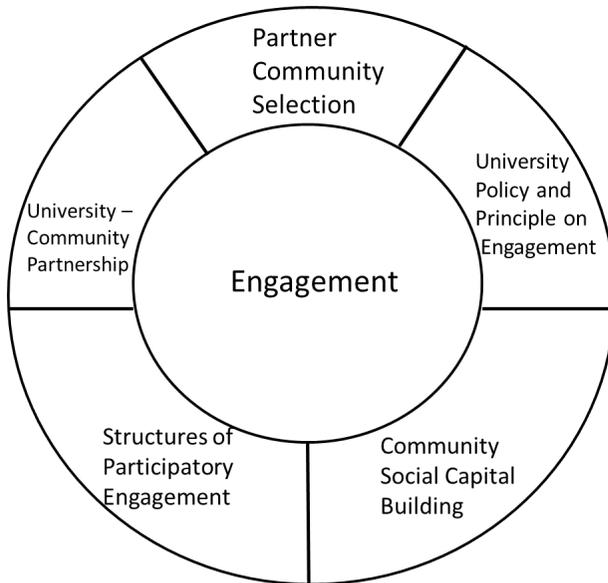 Partner
Community
Selection
University
Policy and
Principle on
Engagement
University –
Community
Partnership
Engagement
Structures of
Participatory
Engagement
Community
Social Capital
Building